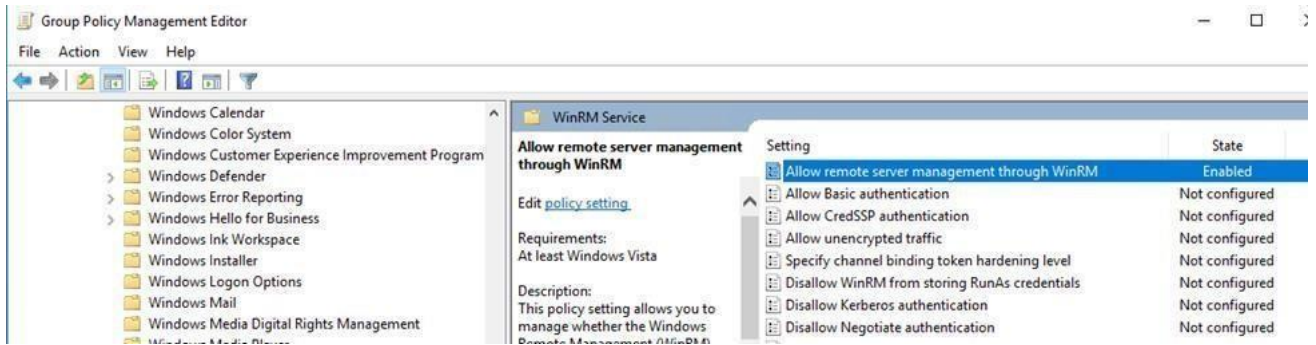 Group Policy Management Editor
File Action View Help
Windows Calendar
Windows Color System
Windows Customer Experience Improvement Program
Windows Defender
Windows Error Reporting
Windows Hello for Business
Windows Ink Workspace
Windows Installer
Windows Logon Options
Windows Mail
Windows Media Digital Rights Management
Windows Media Player
WinRM Service
Allow remote server management
through WinRM
Edit policy setting
Requirements:
At least Windows Vista
Description:
This policy setting allows you to
manage whether the Windows
Remote Management (WinRM)
Setting State
Allow remote server management through WinRM Enabled
Allow Basic authentication Not configured
Allow CredSSP authentication Not configured
Allow unencrypted traffic Not configured
Specify channel binding token hardening level Not configured
Disallow WinRM from storing RunAs credentials Not configured
Disallow Kerberos authentication Not configured
Disallow Negotiate authentication Not configured